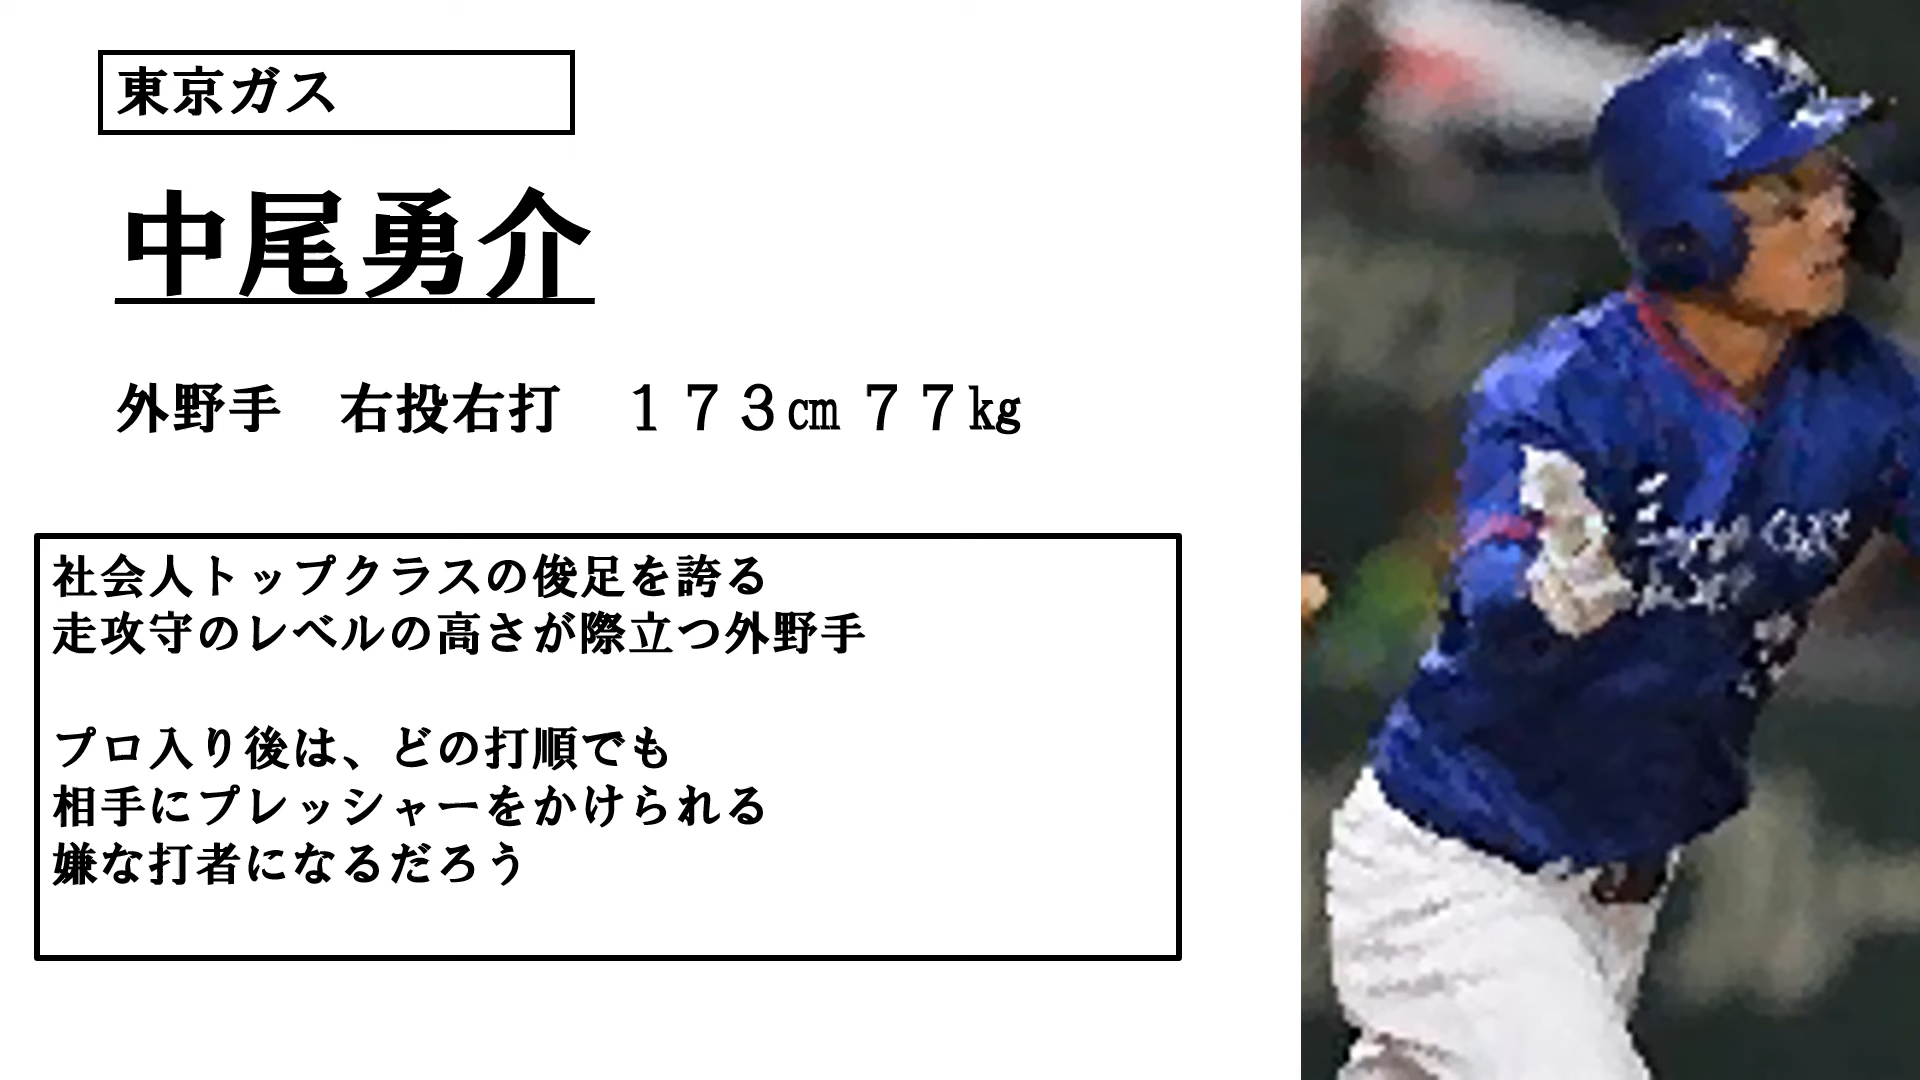 東京ガス
中尾勇介
外野手　右投右打　１７３㎝ ７７㎏
社会人トップクラスの俊足を誇る
走攻守のレベルの高さが際立つ外野手
プロ入り後は、どの打順でも
相手にプレッシャーをかけられる
嫌な打者になるだろう